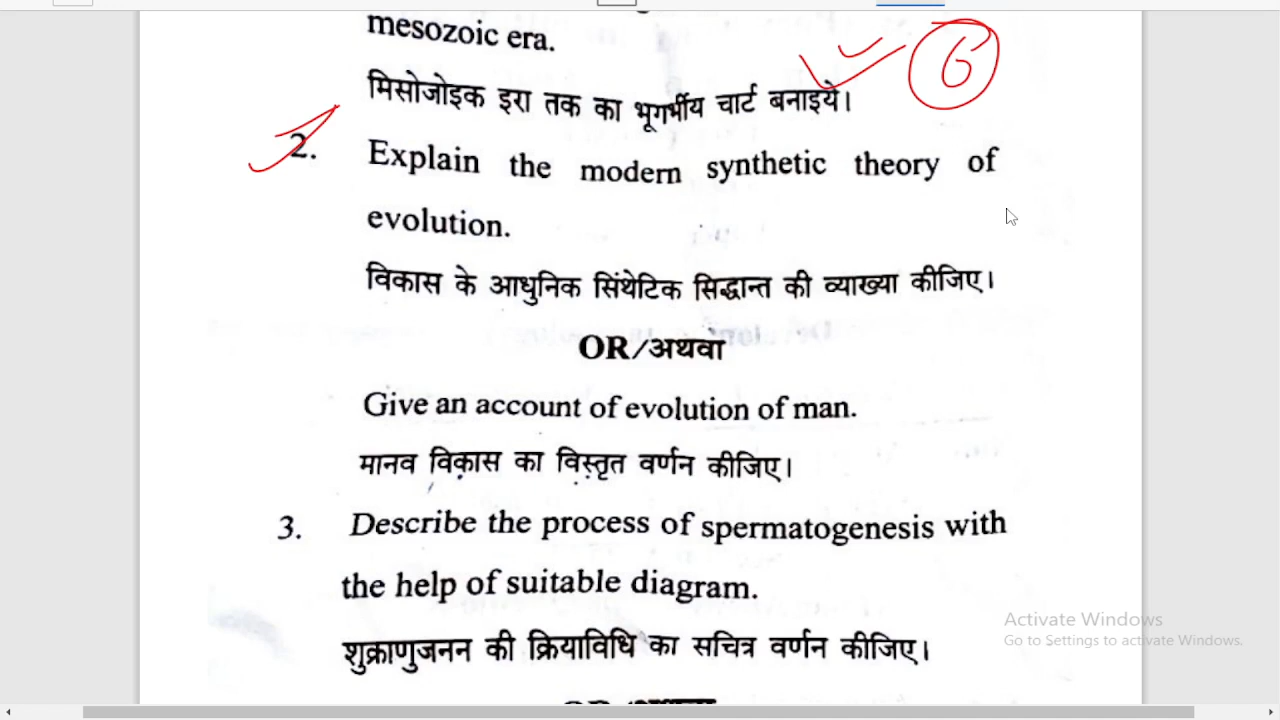 mesozoic era.
मिसोजोइक इरा तक का भूगर्भीय चार्ट बनाइये।
6
2. Explain the modern synthetic theory of
evolution.
विकास के आधुनिक सिंथेटिक सिद्धान्त की व्याख्या कीजिए।
OR/अथवा
Give an account of evolution of man.
मानव विकास का विस्तृत वर्णन कीजिए।
3. Describe the process of spermatogenesis with
the help of suitable diagram.
शुक्राणुजनन की क्रियाविधि का सचित्र वर्णन कीजिए।
Activate Windows
Go to Settings to activate Windows.